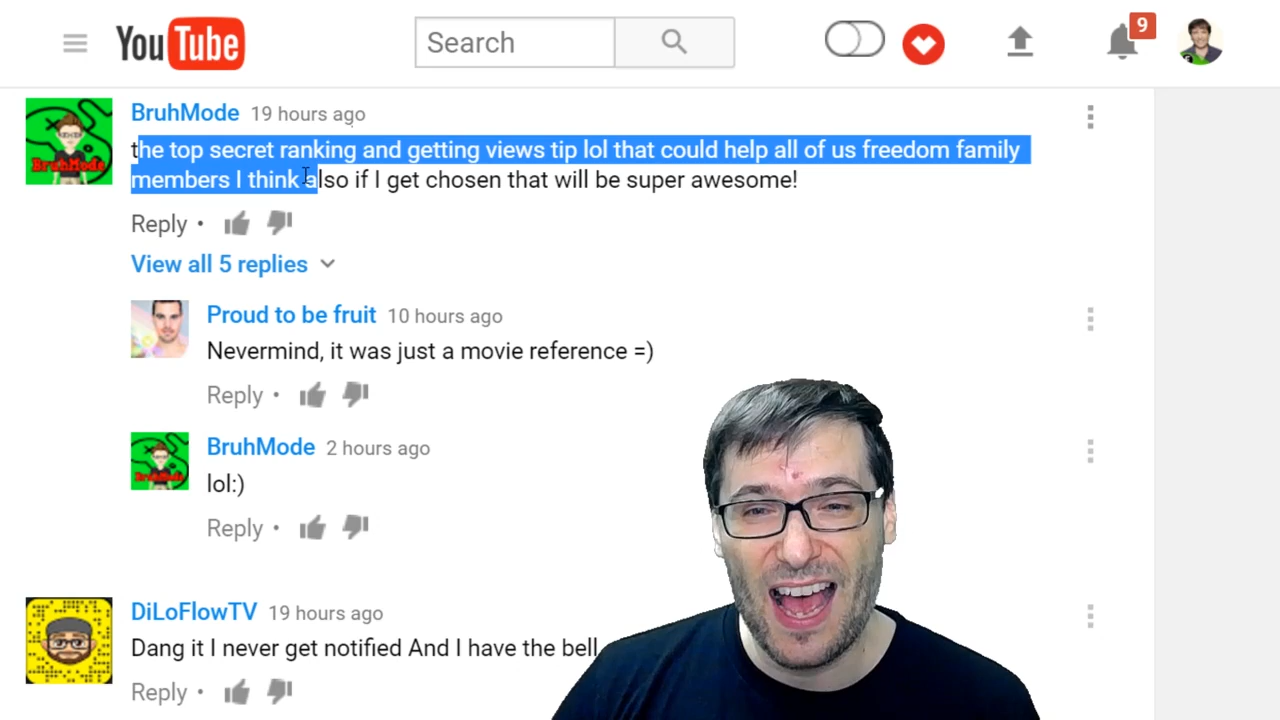 YouTube
Search
9
BruhMode 19 hours ago
the top secret ranking and getting views tip lol that could help all of us freedom family
members I think also if I get chosen that will be super awesome!
Reply •
View all 5 replies
Proud to be fruit 10 hours ago
Nevermind, it was just a movie reference =)
Reply •
BruhMode 2 hours ago
lol:)
Reply •
DiLoFlowTV 19 hours ago
Dang it I never get notified And I have the bell
Reply •
BruhMode